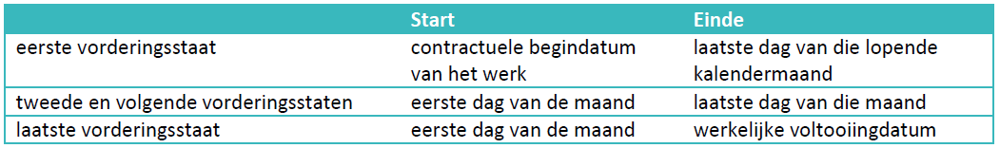 Start Einde
eerste vorderingsstaat contractuele begindatum laatste dag van die lopende
van het werk kalendermaand
tweede en volgende vorderingsstaten eerste dag van de maand laatste dag van die maand
laatste vorderingsstaat eerste dag van de maand werkelijke voltooiingdatum